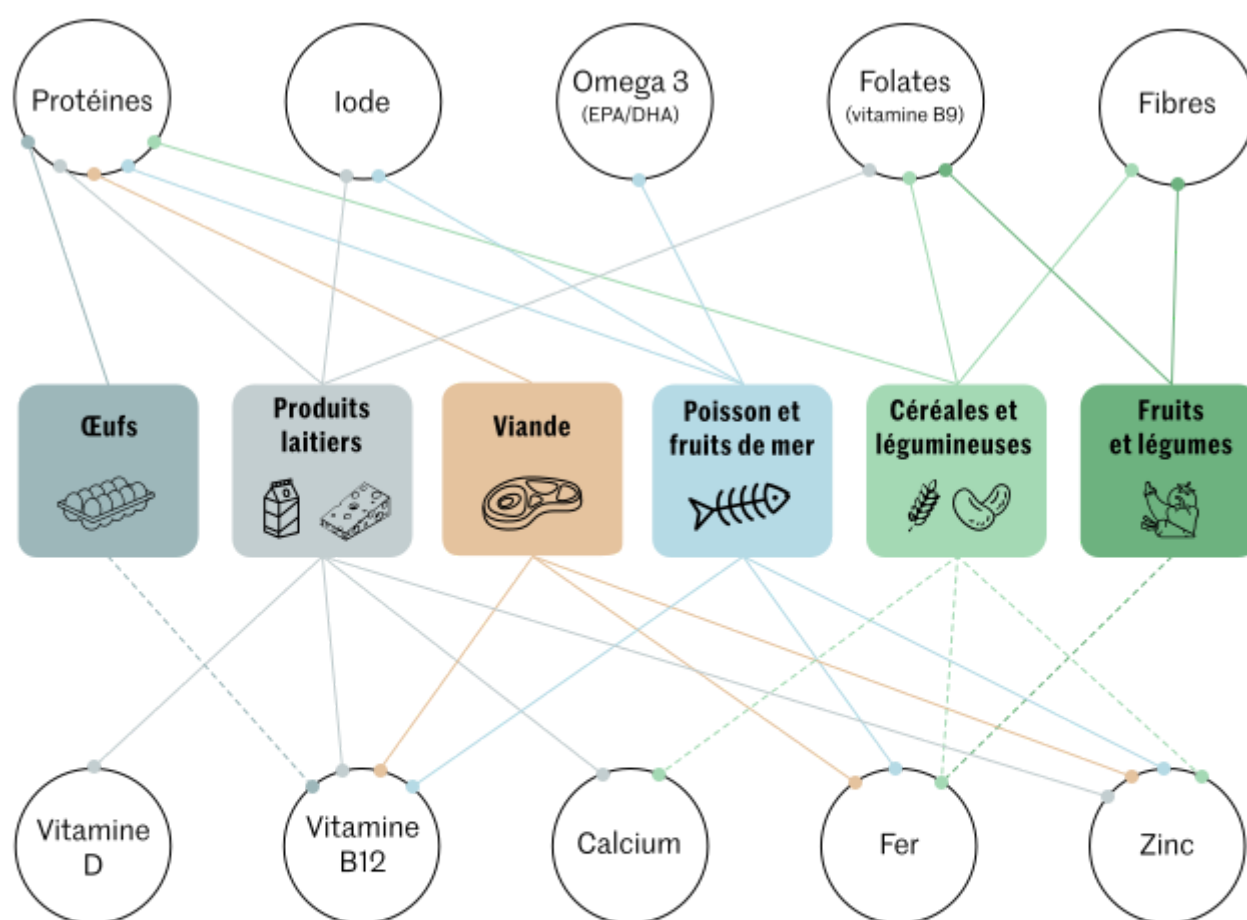 Protéines
Iode
Omega 3
(EPA/DHA)
Folates
(vitamine B9)
Fibres
Œufs
Produits
laitiers
Viande
Poisson et
fruits de mer
Céréales et
légumineuses
Fruits
et légumes
Vitamine
D
Vitamine
B12
Calcium
Fer
Zinc